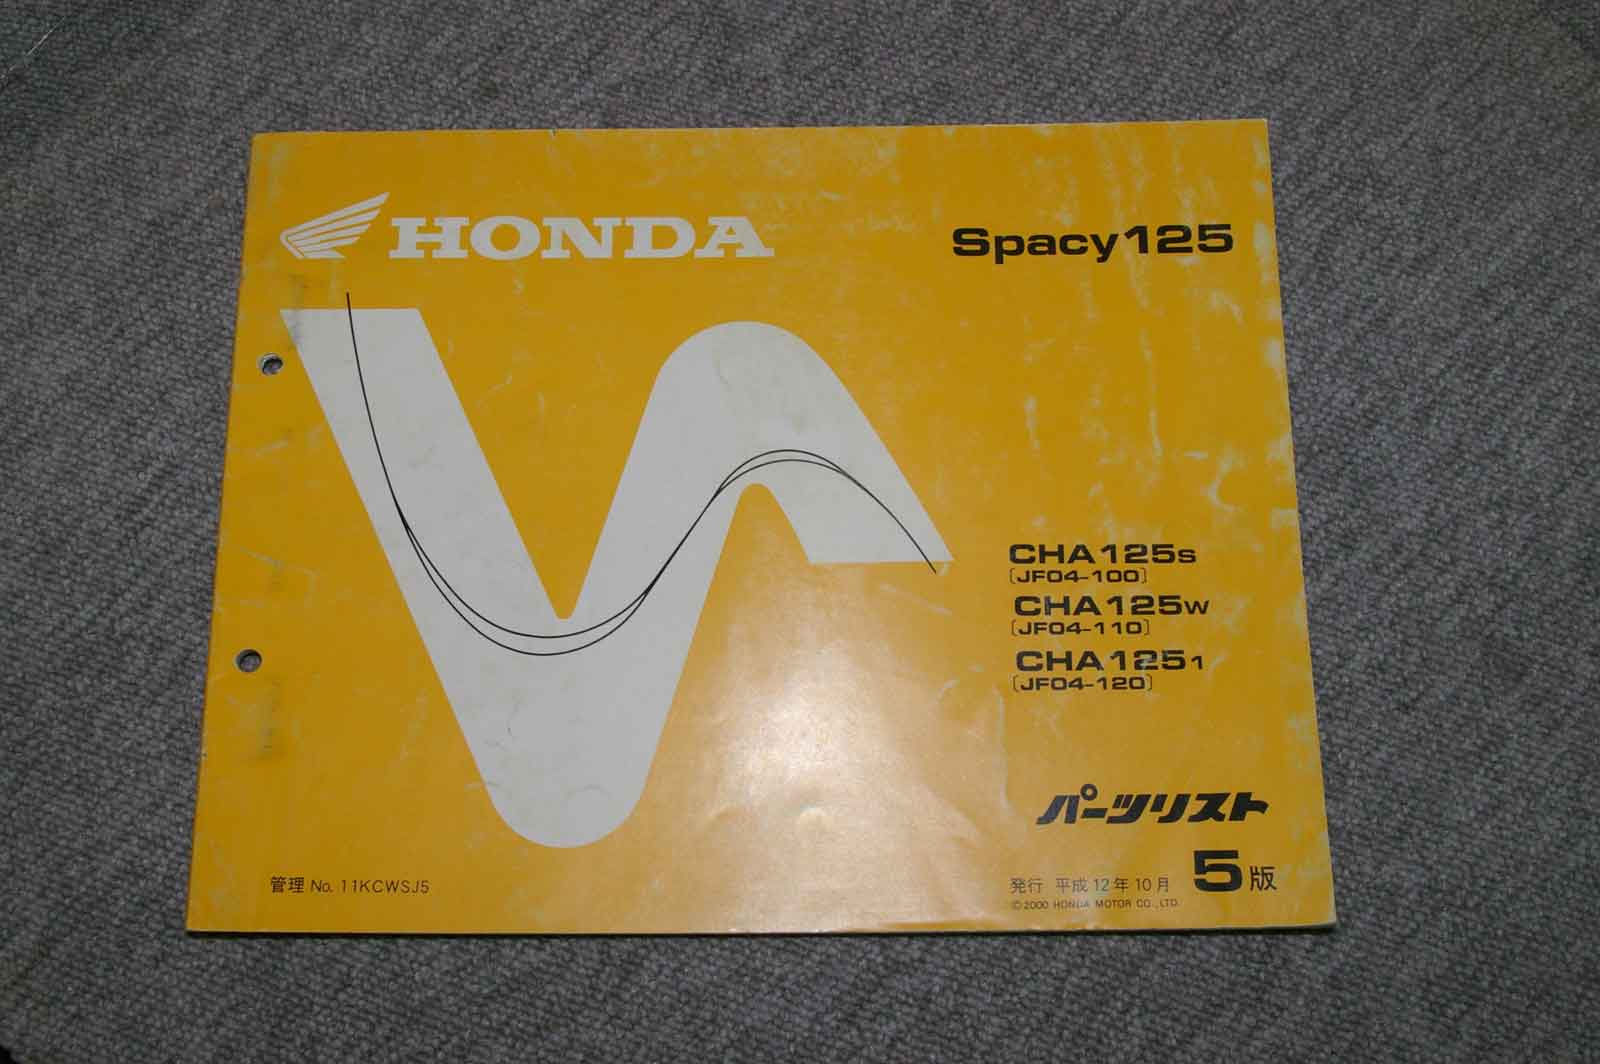 HONDA
Spacy125
CHA125S
[JF04-100]
CHA125W
[JF04-110]
CHA1251
[JF04-120]
パーツリスト
管理 No. 11KCWSJ5
発行 平成12年10月 5版
©2000 HONDA MOTOR CO., LTD.